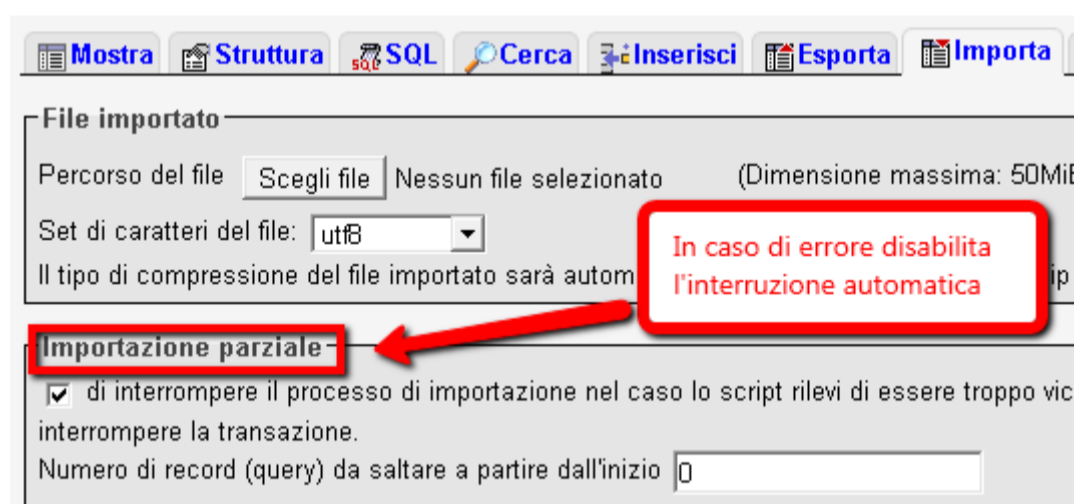 Mostra Struttura SQL Cerca Inserisci Esporta Importa
File importato
Percorso del file Scegli file Nessun file selezionato (Dimensione massima: 50MiB
Set di caratteri del file: utf8
In caso di errore disabilita
l'interruzione automatica
Il tipo di compressione del file importato sarà autom ip
Importazione parziale
di interrompere il processo di importazione nel caso lo script rilevi di essere troppo vic
interrompere la transazione.
Numero di record (query) da saltare a partire dall'inizio 0